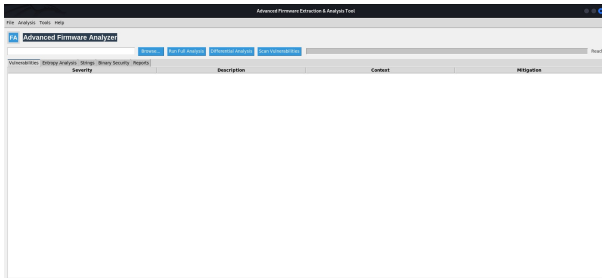 Advanced Firmware Extraction & Analysis Tool
File Analysis Tools Help
FA Advanced Firmware Analyzer
Browse... Run Full Analysis Differential Analysis Scan Vulnerabilities Read
Vulnerabilities Entropy Analysis Strings Binary Security Reports
Severity Description Context Mitigation